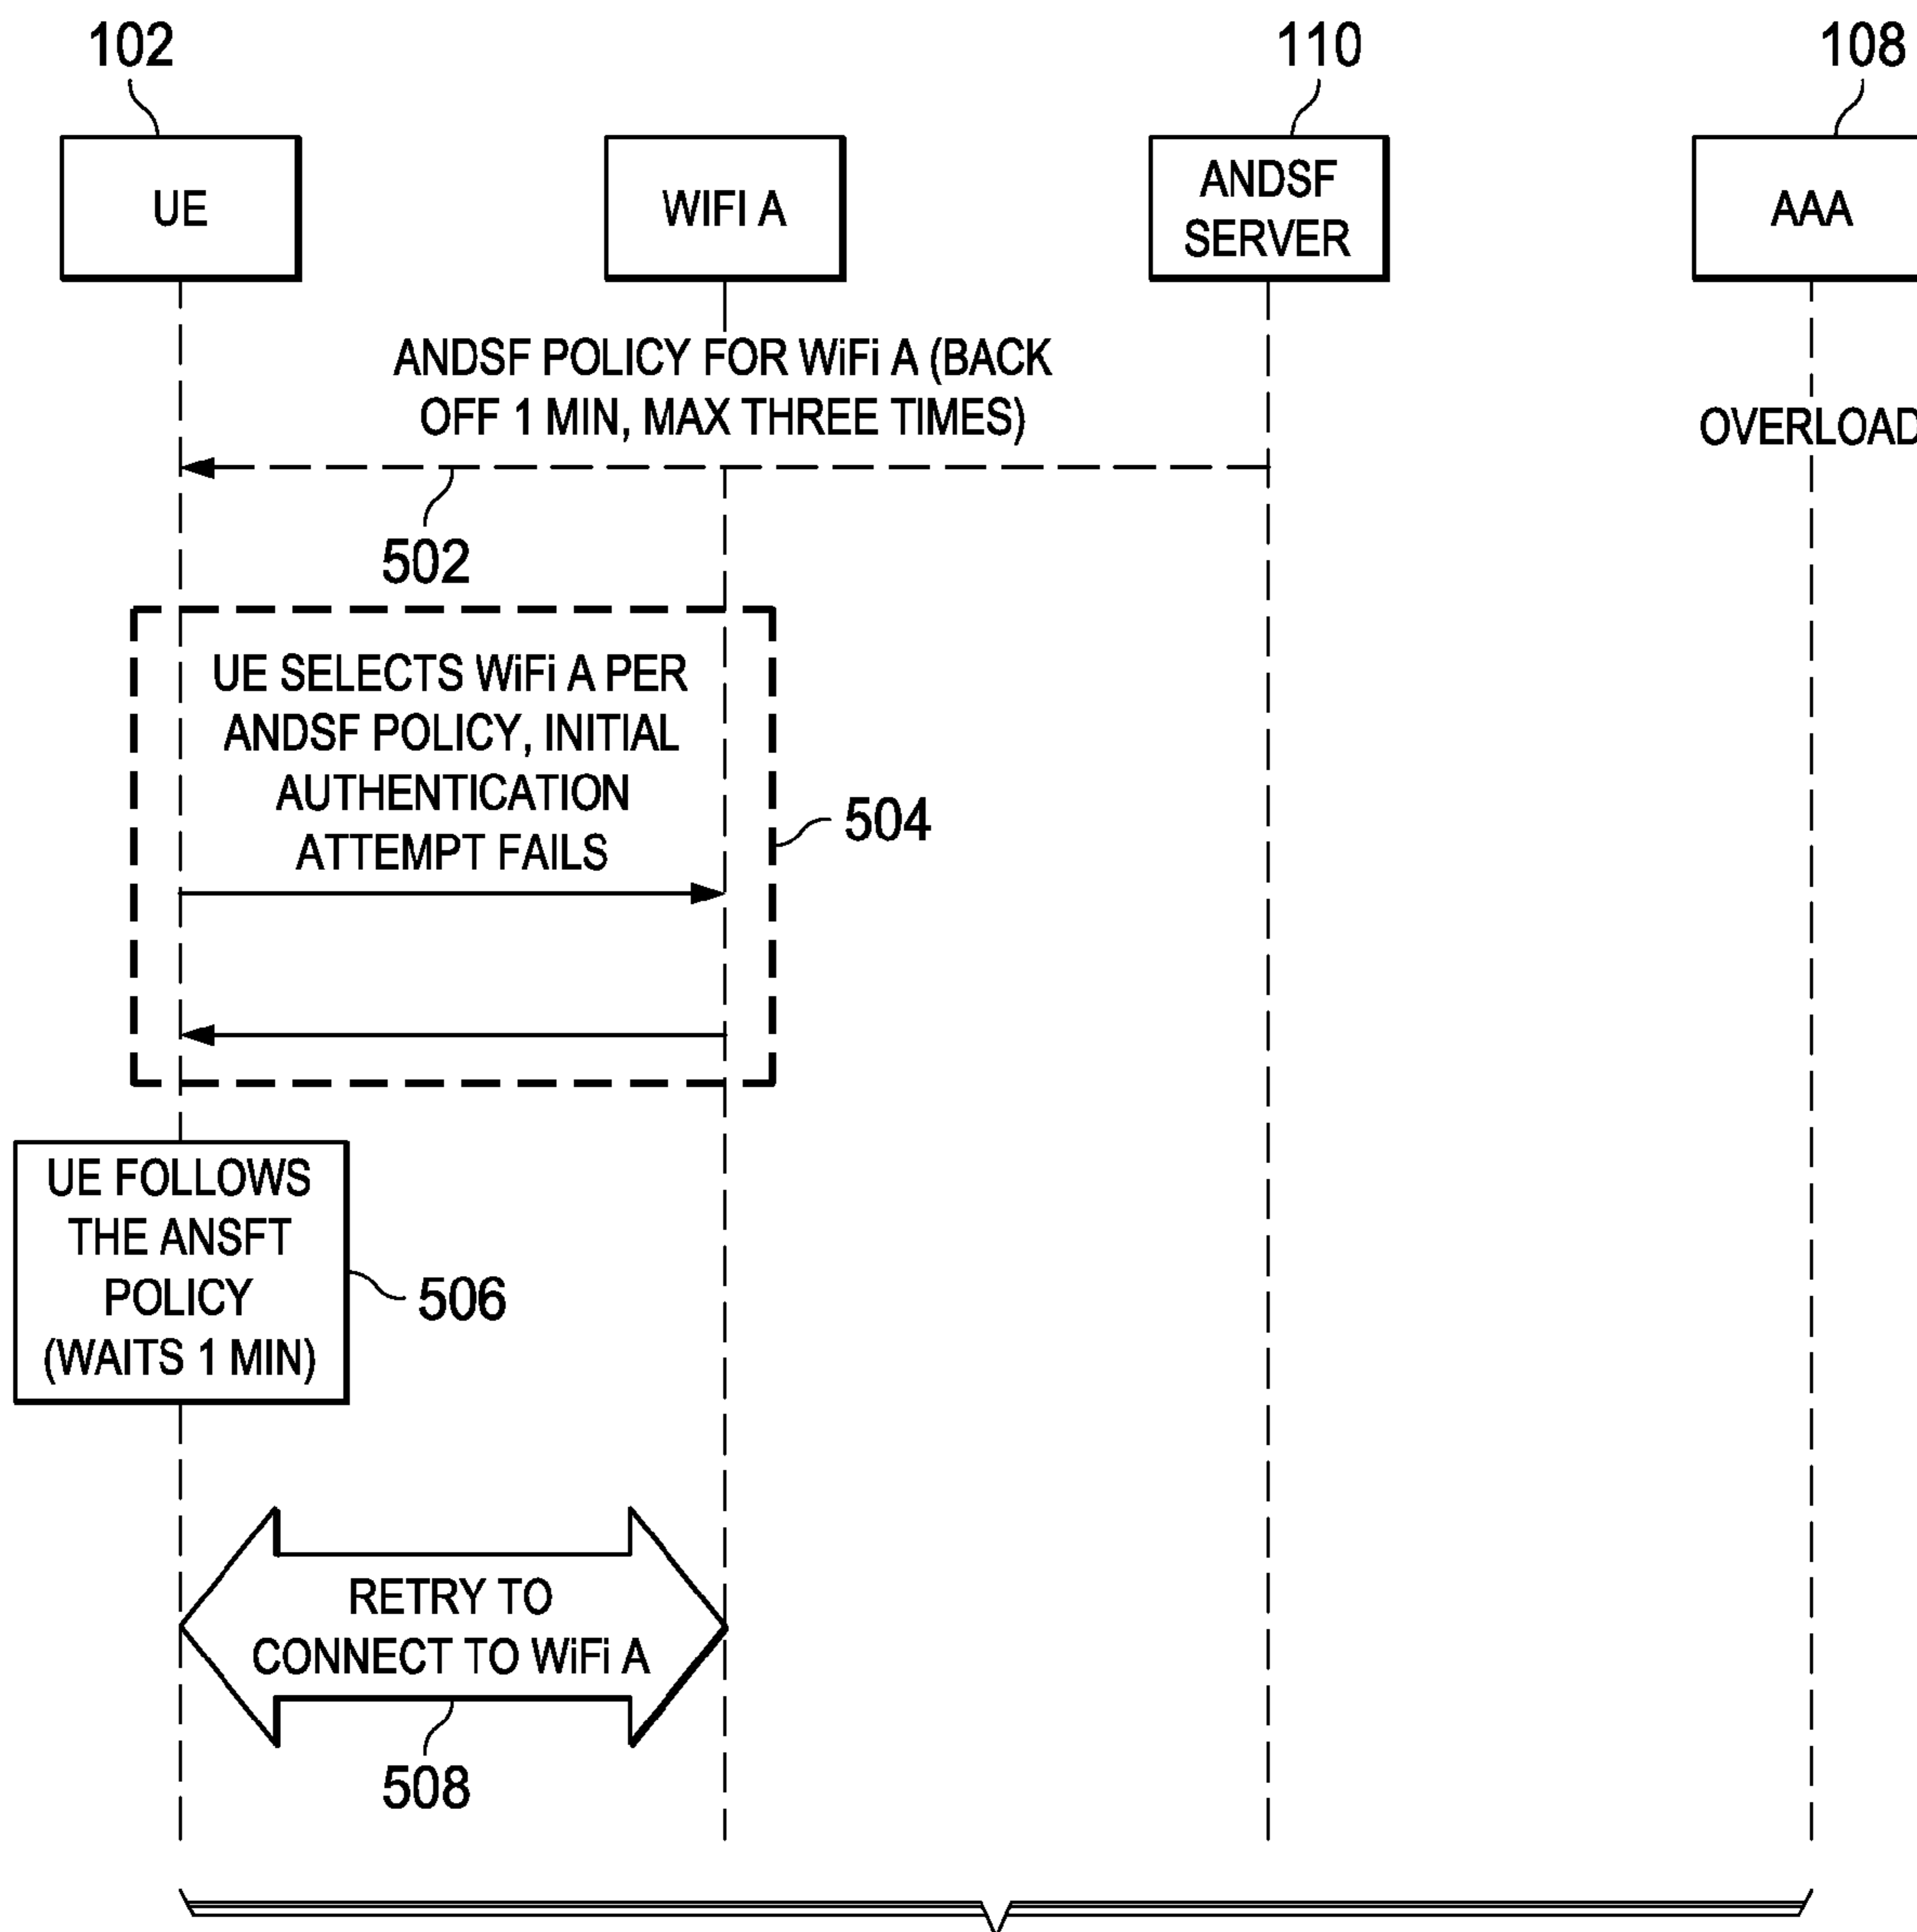 102
110
108
UE
WIFI A
ANDSF
SERVER
AAA
ANDSF POLICY FOR WiFi A (BACK
OFF 1 MIN, MAX THREE TIMES)
OVERLOAD
502
UE SELECTS WiFi A PER
ANDSF POLICY, INITIAL
AUTHENTICATION
ATTEMPT FAILS
504
UE FOLLOWS
THE ANSFT
POLICY
(WAITS 1 MIN)
506
RETRY TO
CONNECT TO WiFi A
508